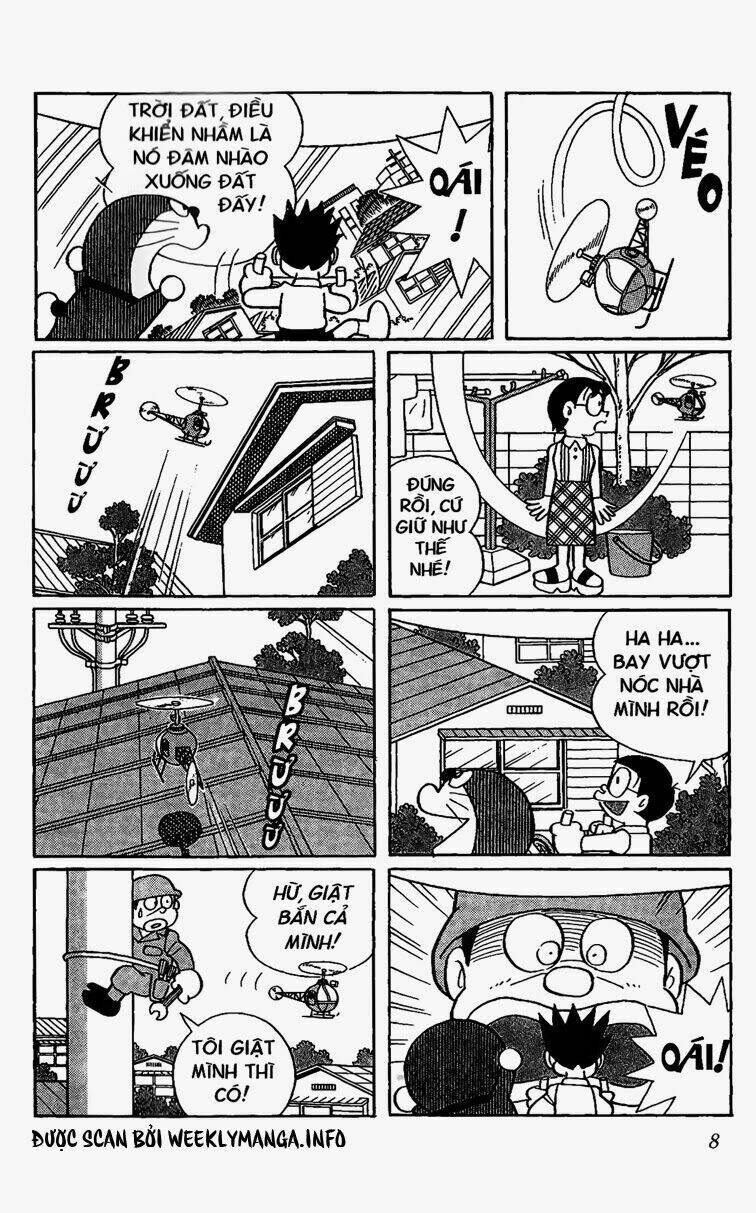 TRỜI ĐẤT, ĐIỀU
KHIỂN NHẦM LÀ
NÓ ĐÂM NHÀO
XUỐNG ĐẤT
ĐẤY!
OÁI
!
VÉO
BRỪỪỪ
ĐÚNG
RỒI, CỨ
GIỮ NHƯ
THẾ
NHÉ!
BRỪỪỪ
HA HA...
BAY VƯỢT
NÓC NHÀ
MÌNH RỒI!
HỪ, GIẬT
BẮN CẢ
MÌNH!
TÔI GIẬT
MÌNH THÌ
CÓ!
OÁI!
ĐƯỢC SCAN BỞI WEEKLYMANGA.INFO
8